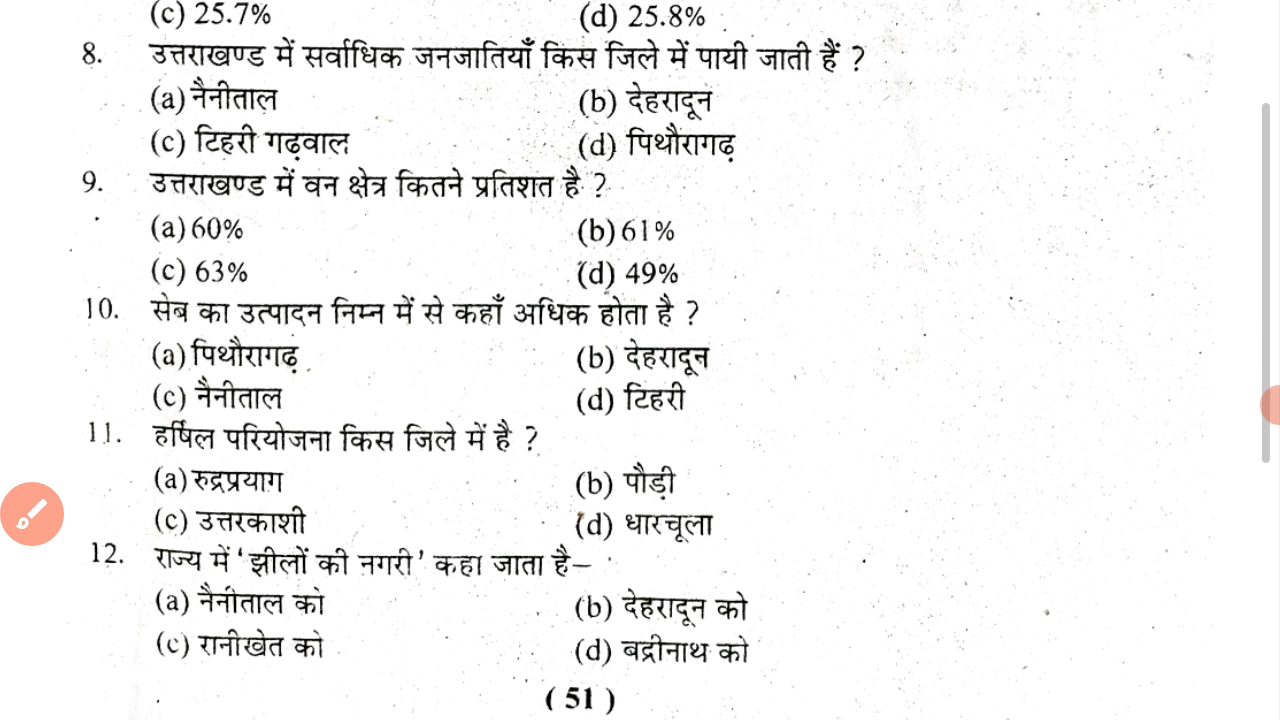 (c) 25.7% (d) 25.8%
8. उत्तराखण्ड में सर्वाधिक जनजातियाँ किस जिले में पायी जाती हैं ?
(a) नैनीताल (b) देहरादून
(c) टिहरी गढ़वाल (d) पिथौरागढ़
9. उत्तराखण्ड में वन क्षेत्र कितने प्रतिशत है ?
(a) 60% (b) 61%
(c) 63% (d) 49%
10. सेब का उत्पादन निम्न में से कहाँ अधिक होता है ?
(a) पिथौरागढ़ (b) देहरादून
(c) नैनीताल (d) टिहरी
11. हर्षिल परियोजना किस जिले में है ?
(a) रुद्रप्रयाग (b) पौड़ी
(c) उत्तरकाशी (d) धारचूला
12. राज्य में ‘झीलों की नगरी’ कहा जाता है–
(a) नैनीताल को (b) देहरादून को
(c) रानीखेत को (d) बद्रीनाथ को
( 51 )